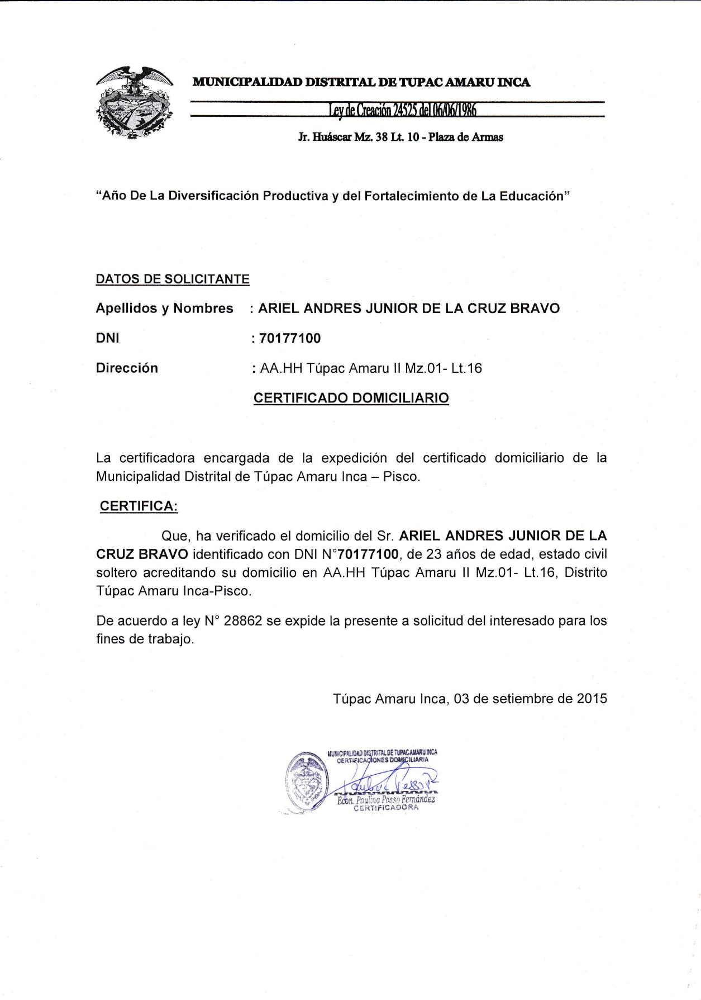 MUNICIPALIDAD DISTRITAL DE TUPAC AMARU INCA
Ley de Creación 24525 del 06/06/1986
Jr. Huáscar Mz. 38 Lt. 10 - Plaza de Armas
“Año De La Diversificación Productiva y del Fortalecimiento de La Educación”
DATOS DE SOLICITANTE
Apellidos y Nombres : ARIEL ANDRES JUNIOR DE LA CRUZ BRAVO
DNI : 70177100
Dirección : AA.HH Túpac Amaru II Mz.01- Lt.16
CERTIFICADO DOMICILIARIO
La certificadora encargada de la expedición del certificado domiciliario de la
Municipalidad Distrital de Túpac Amaru Inca – Pisco.
CERTIFICA:
Que, ha verificado el domicilio del Sr. ARIEL ANDRES JUNIOR DE LA
CRUZ BRAVO identificado con DNI N°70177100, de 23 años de edad, estado civil
soltero acreditando su domicilio en AA.HH Túpac Amaru II Mz.01- Lt.16, Distrito
Túpac Amaru Inca-Pisco.
De acuerdo a ley N° 28862 se expide la presente a solicitud del interesado para los
fines de trabajo.
Túpac Amaru Inca, 03 de setiembre de 2015
MUNICIPALIDAD DISTRITAL DE TUPAC AMARU INCA
CERTIFICACIONES DOMICILIARIA
Econ. Paulina Posso Fernández
CERTIFICADORA